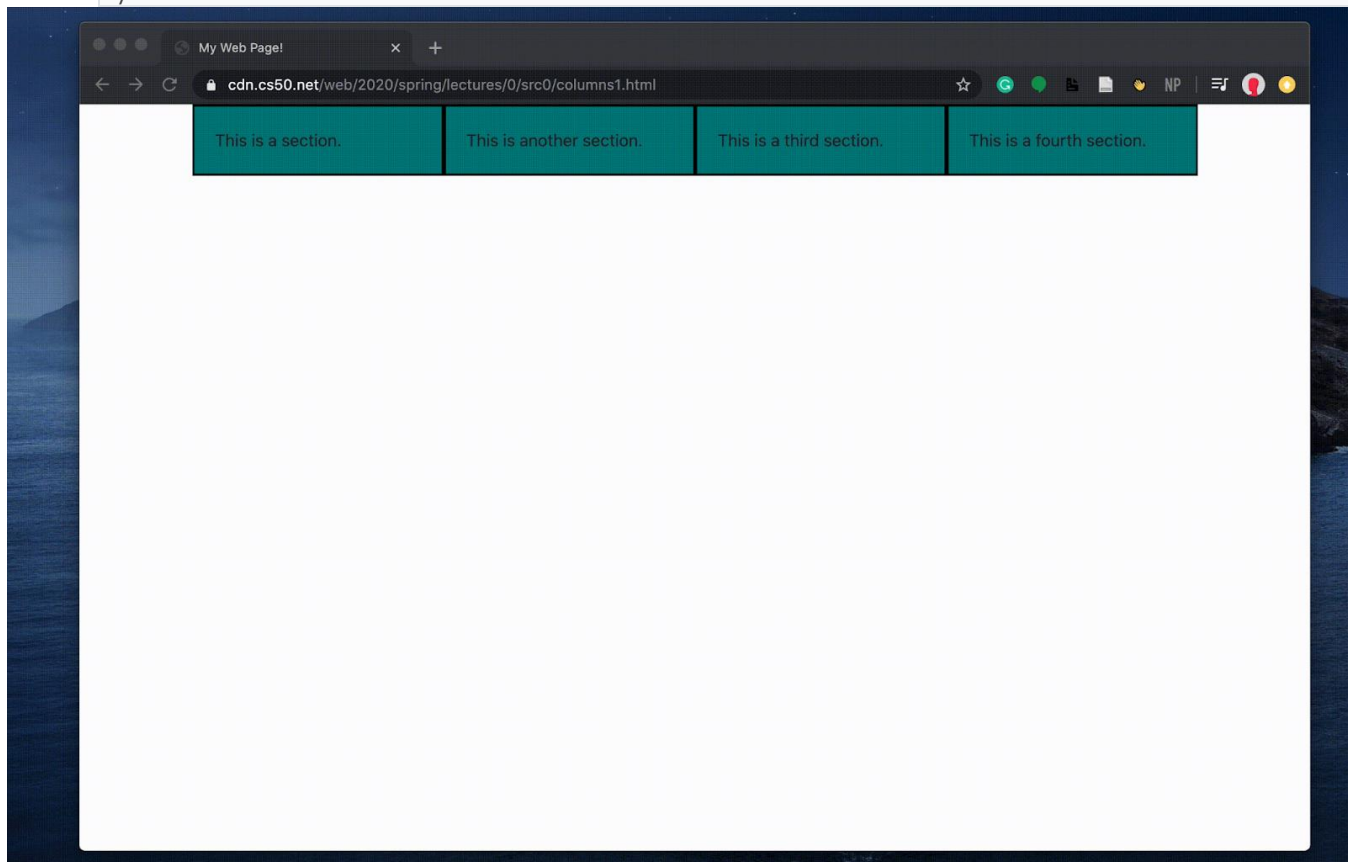 My Web Page!
cdn.cs50.net/web/2020/spring/lectures/0/src0/columns1.html
NP
This is a section.
This is another section.
This is a third section.
This is a fourth section.